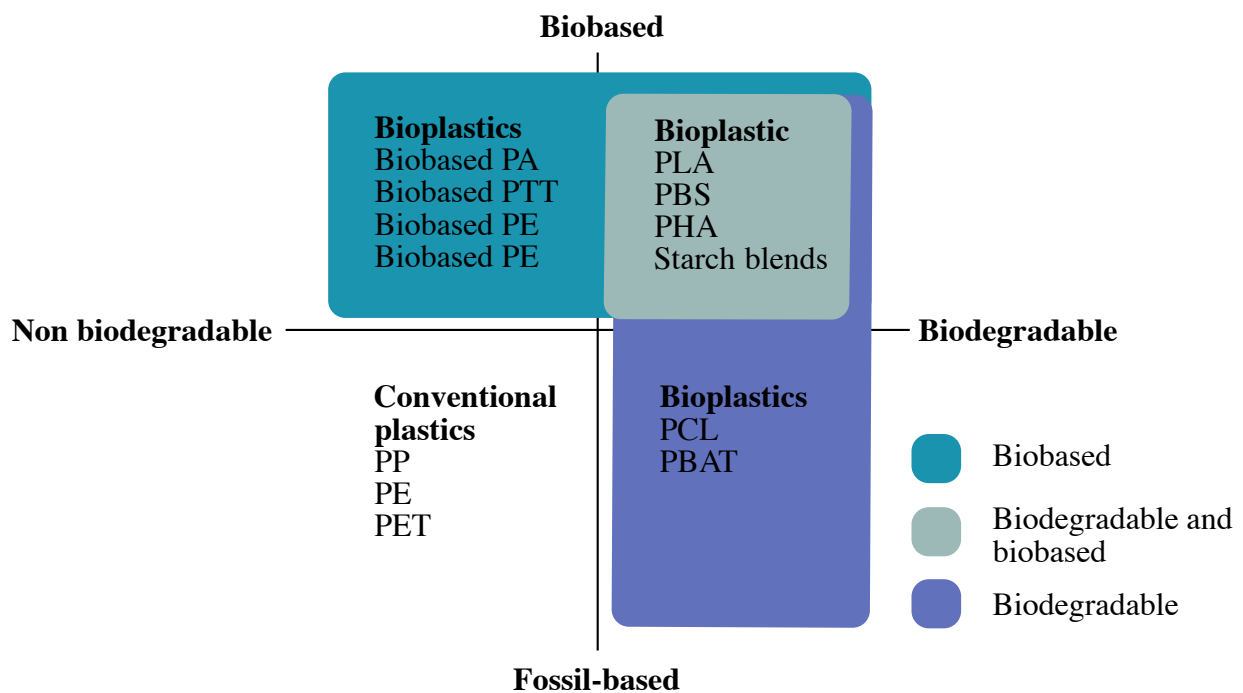 Biobased
Bioplastics
Biobased PA
Biobased PTT
Biobased PE
Biobased PE
Bioplastic
PLA
PBS
PHA
Starch blends
Non biodegradable
Biodegradable
Conventional
plastics
PP
PE
PET
Bioplastics
PCL
PBAT
Biobased
Biodegradable and
biobased
Biodegradable
Fossil-based